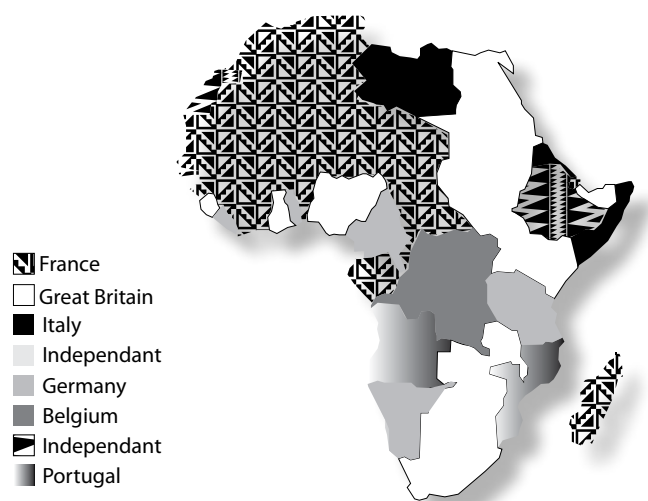 France
Great Britain
Italy
Independant
Germany
Belgium
Independant
Portugal